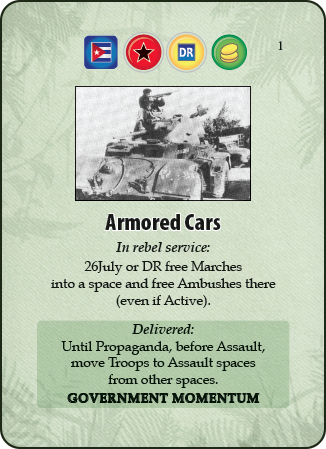 DR
1
Armored Cars
In rebel service:
26July or DR free Marches
into a space and free Ambushes there
(even if Active).
Delivered:
Until Propaganda, before Assault,
move Troops to Assault spaces
from other spaces.
GOVERNMENT MOMENTUM